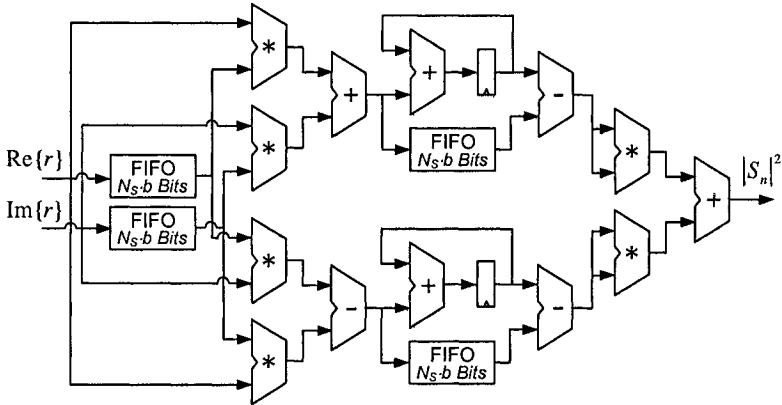 *
+
+
-
*
FIFO
N_S·b Bits
*
Re{r}
FIFO
N_S·b Bits
|S_n|^2
+
Im{r}
FIFO
N_S·b Bits
*
+
*
-
-
*
FIFO
N_S·b Bits